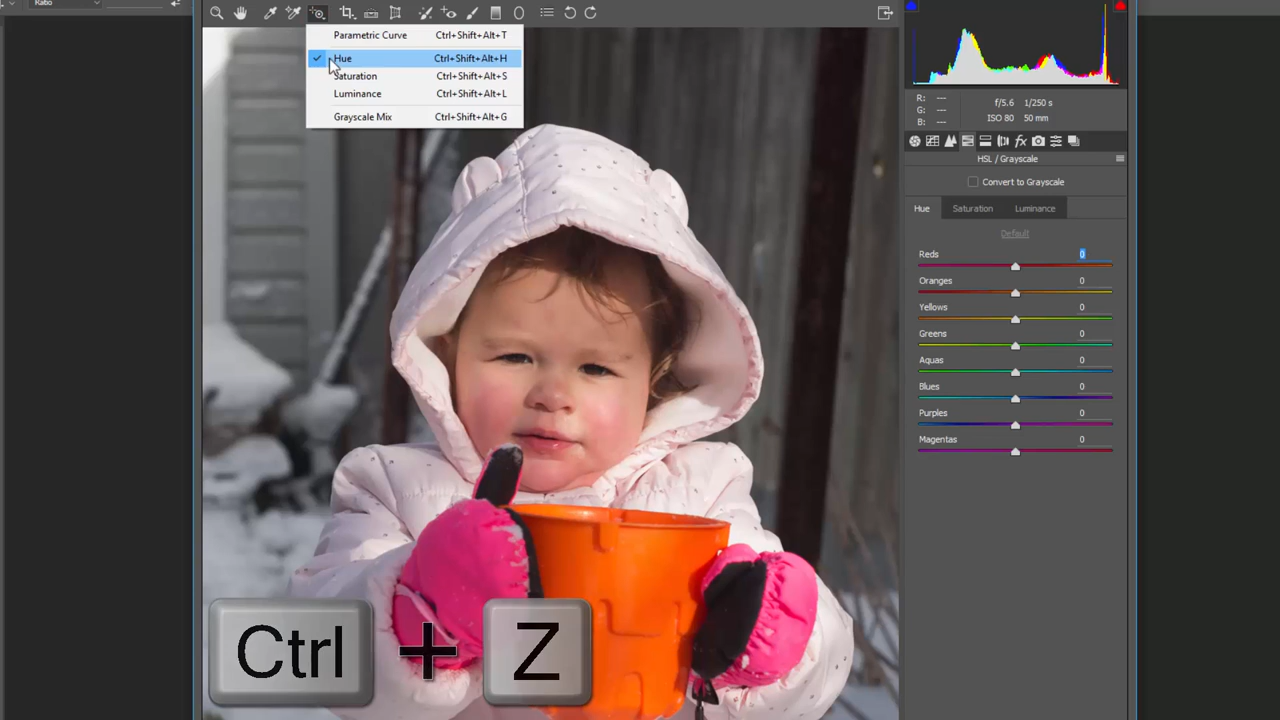 Ratio
Parametric Curve Ctrl+Shift+Alt+T
Hue Ctrl+Shift+Alt+H
Saturation Ctrl+Shift+Alt+S
Luminance Ctrl+Shift+Alt+L
Grayscale Mix Ctrl+Shift+Alt+G
R: ---
G: ---
B: ---
f/5.6 1/250 s
ISO 80 50 mm
fx
HSL / Grayscale
Convert to Grayscale
Hue Saturation Luminance
Default
Reds 0
Oranges 0
Yellows 0
Greens 0
Aquas 0
Blues 0
Purples 0
Magentas 0
Ctrl + Z